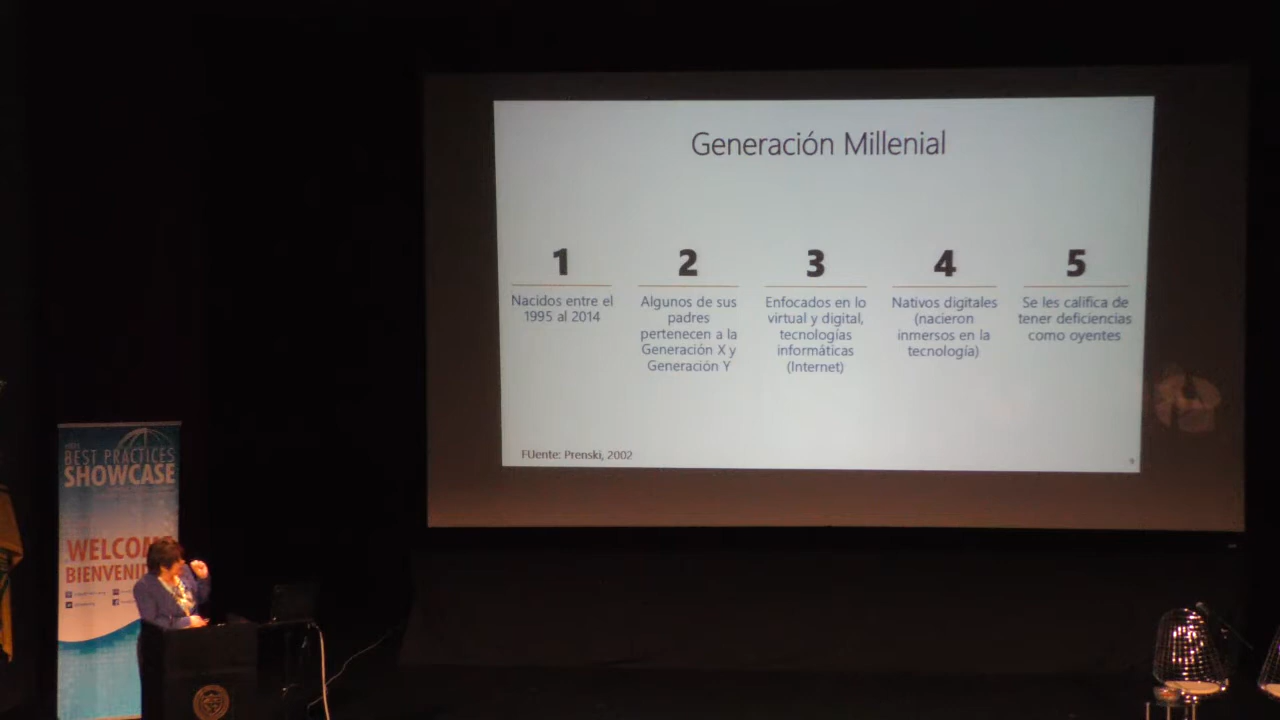 Generación Millenial
1
Nacidos entre el
1995 al 2014
2
Algunos de sus
padres
pertenecen a la
Generación X y
Generación Y
3
Enfocados en lo
virtual y digital,
tecnologías
informáticas
(Internet)
4
Nativos digitales
(nacieron
inmersos en la
tecnología)
5
Se les califica de
tener deficiencias
como oyentes
FUente: Prenski, 2002
9
BEST PRACTICES
SHOWCASE
WELCOM
BIENVENID